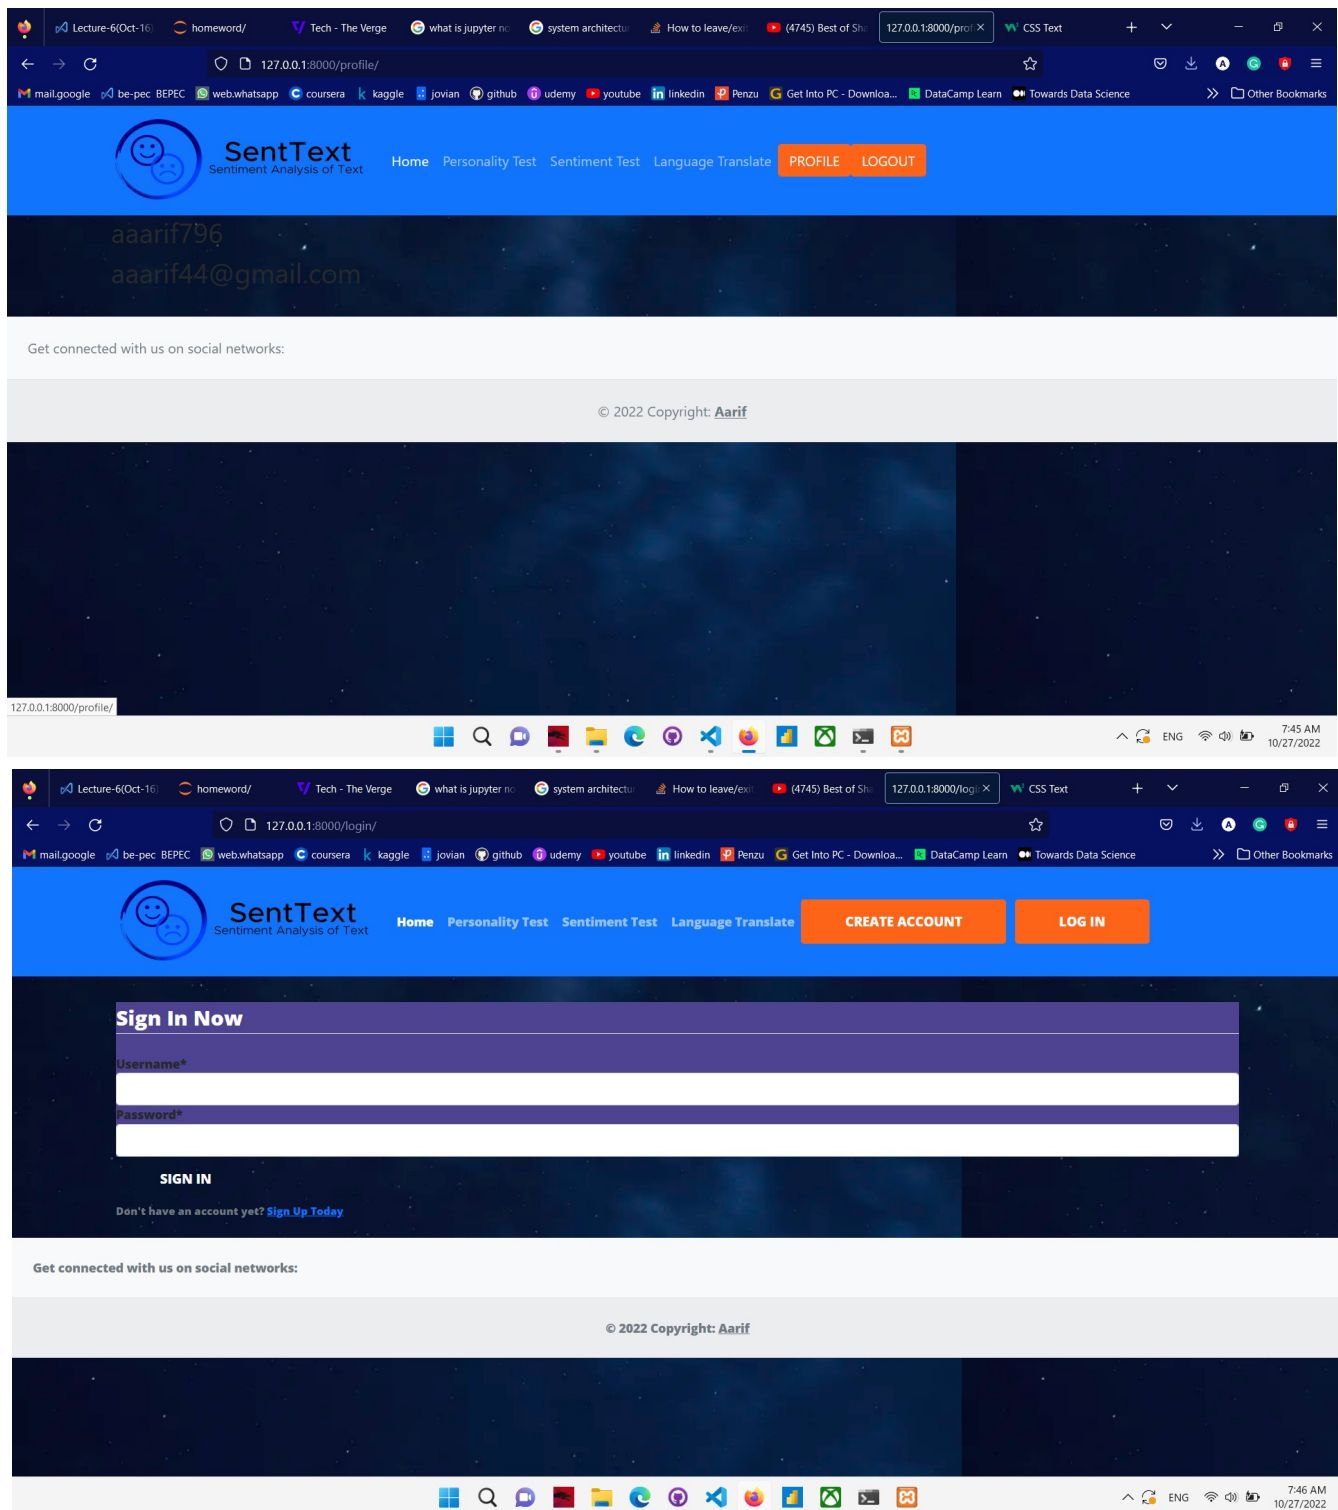 Lecture-6(Oct-16) homeword/ Tech - The Verge what is jupyter no system architectur How to leave/exit (4745) Best of Sha 127.0.0.1:8000/prof CSS Text
127.0.0.1:8000/profile/
mail.google be-pec BEPEC web.whatsapp coursera kaggle jovian github udemy youtube linkedin Penzu Get Into PC - Downloa... DataCamp Learn Towards Data Science Other Bookmarks
SentText
Sentiment Analysis of Text
Home Personality Test Sentiment Test Language Translate PROFILE LOGOUT
aaarif796
aaarif44@gmail.com
Get connected with us on social networks:
© 2022 Copyright: Aarif
127.0.0.1:8000/profile/
ENG 7:45 AM
10/27/2022
Lecture-6(Oct-16) homeword/ Tech - The Verge what is jupyter no system architectur How to leave/exit (4745) Best of Sha 127.0.0.1:8000/logi CSS Text
127.0.0.1:8000/login/
mail.google be-pec BEPEC web.whatsapp coursera kaggle jovian github udemy youtube linkedin Penzu Get Into PC - Downloa... DataCamp Learn Towards Data Science Other Bookmarks
SentText
Sentiment Analysis of Text
Home Personality Test Sentiment Test Language Translate CREATE ACCOUNT LOG IN
Sign In Now
Username*
Password*
SIGN IN
Don't have an account yet? Sign Up Today
Get connected with us on social networks:
© 2022 Copyright: Aarif
ENG 7:46 AM
10/27/2022